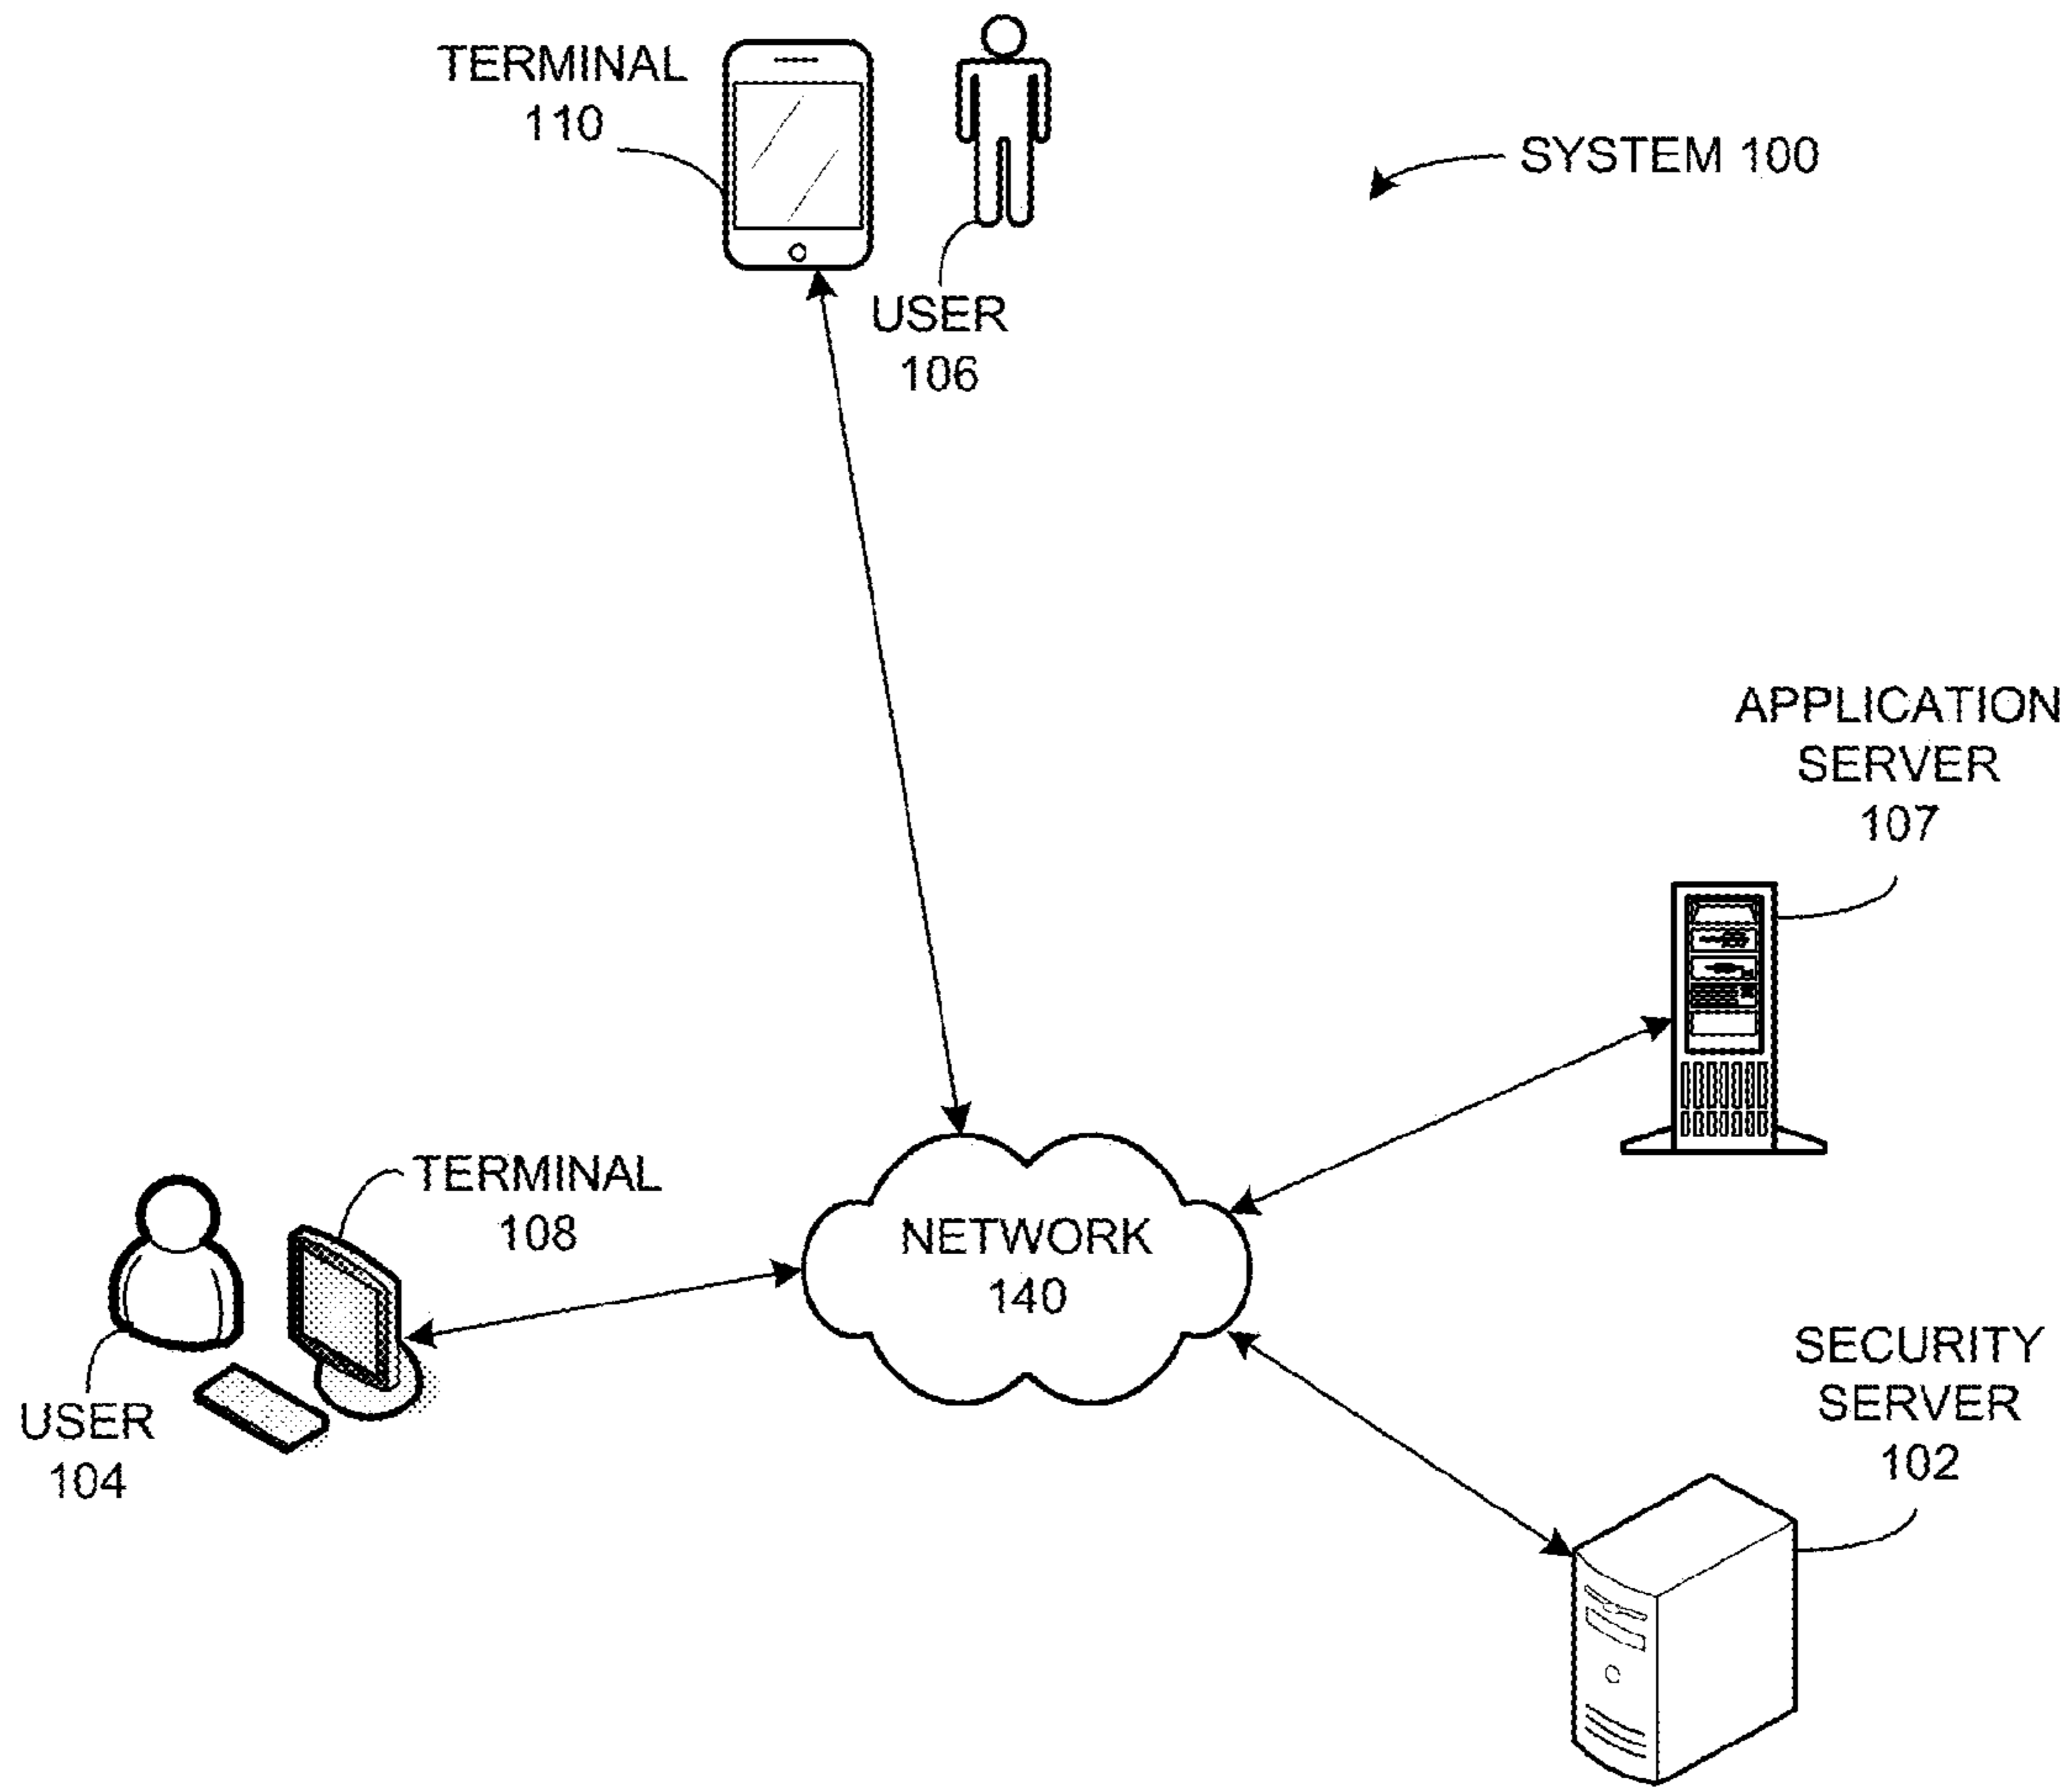 TERMINAL
110
USER
106
SYSTEM 100
APPLICATION
SERVER
107
TERMINAL
108
USER
104
NETWORK
140
SECURITY
SERVER
102